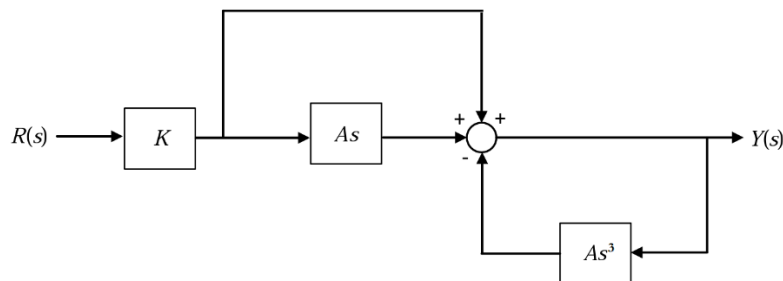 + +
R(s) K As Y(s)
-
As³